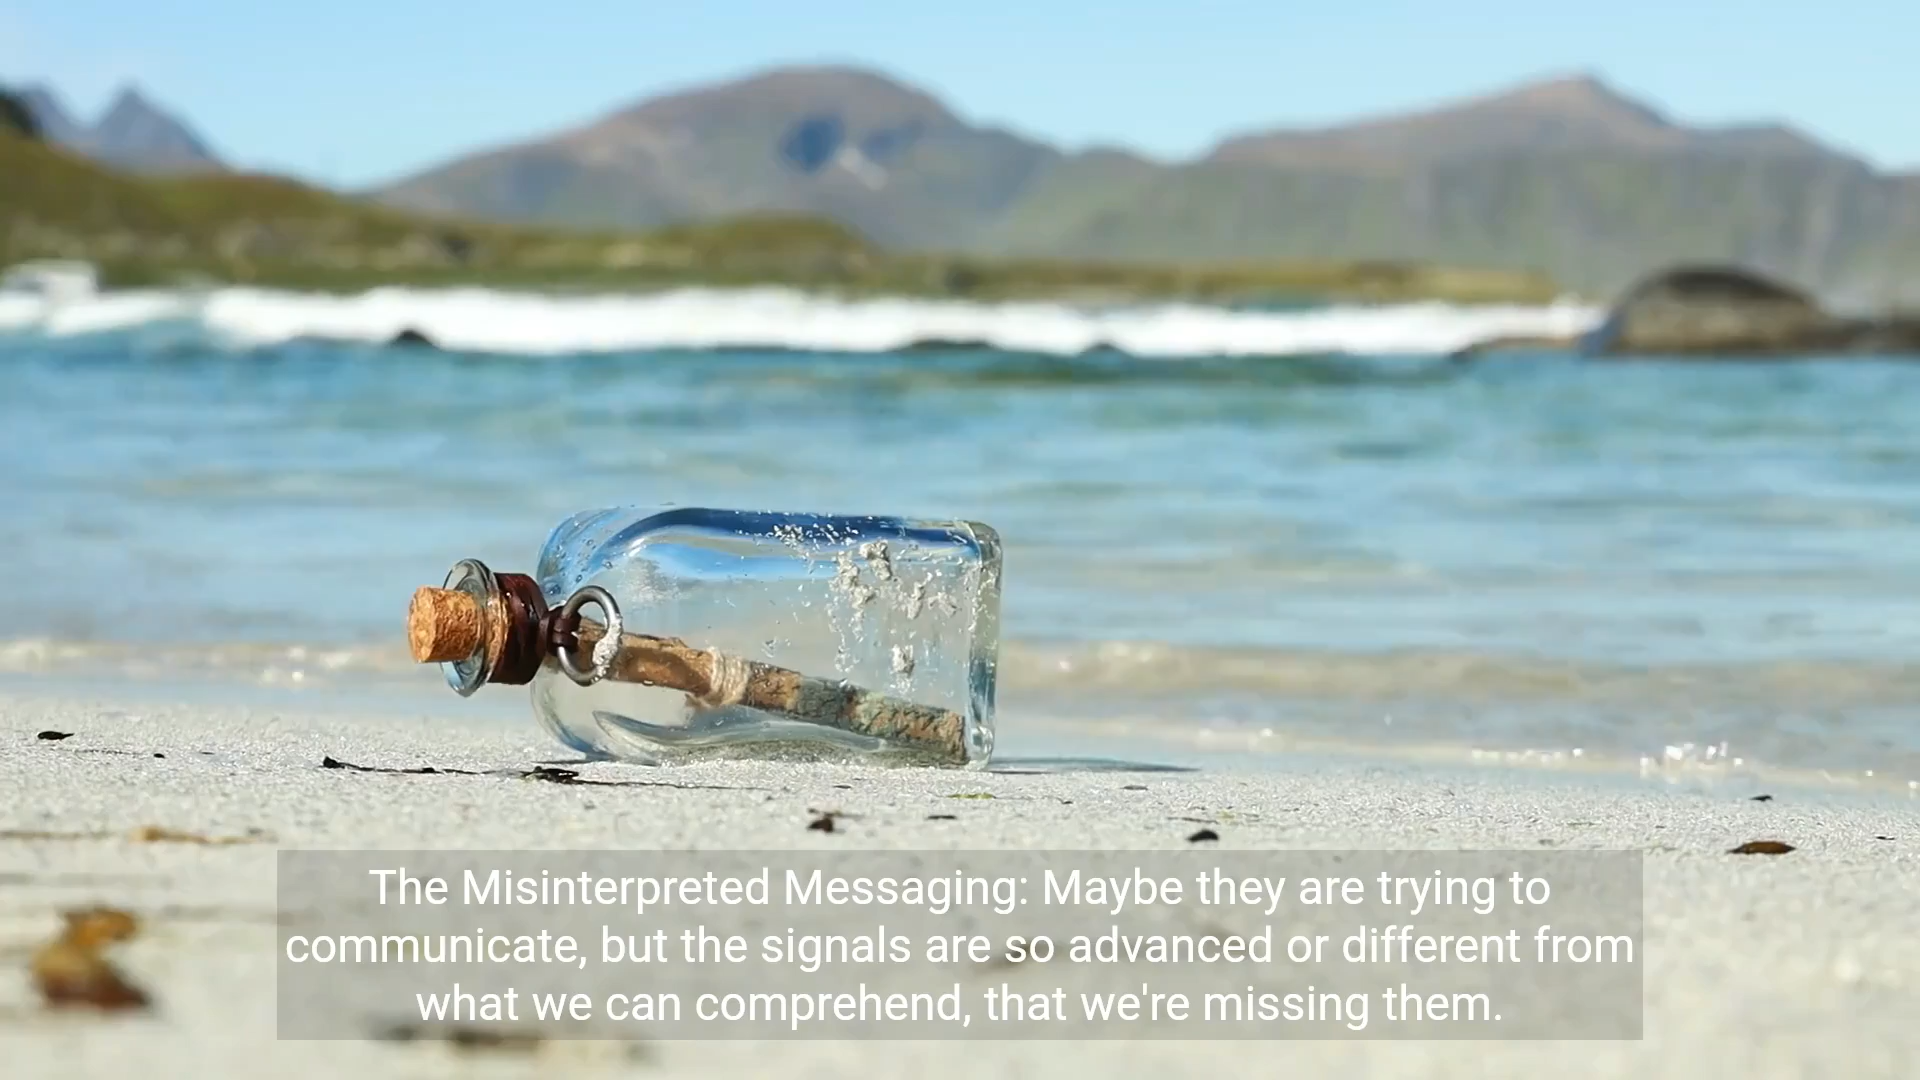 The Misinterpreted Messaging: Maybe they are trying to
communicate, but the signals are so advanced or different from
what we can comprehend, that we're missing them.